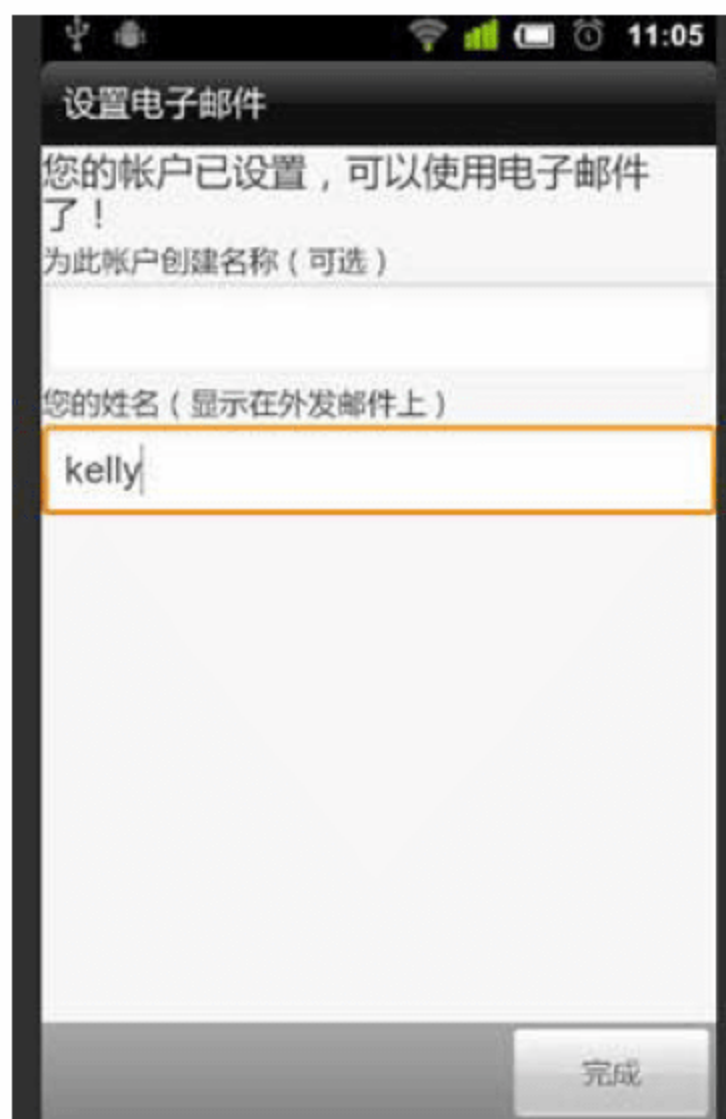 11:05
设置电子邮件
您的帐户已设置，可以使用电子邮件
了！
为此帐户创建名称（可选）
您的姓名（显示在外发邮件上）
kelly
完成